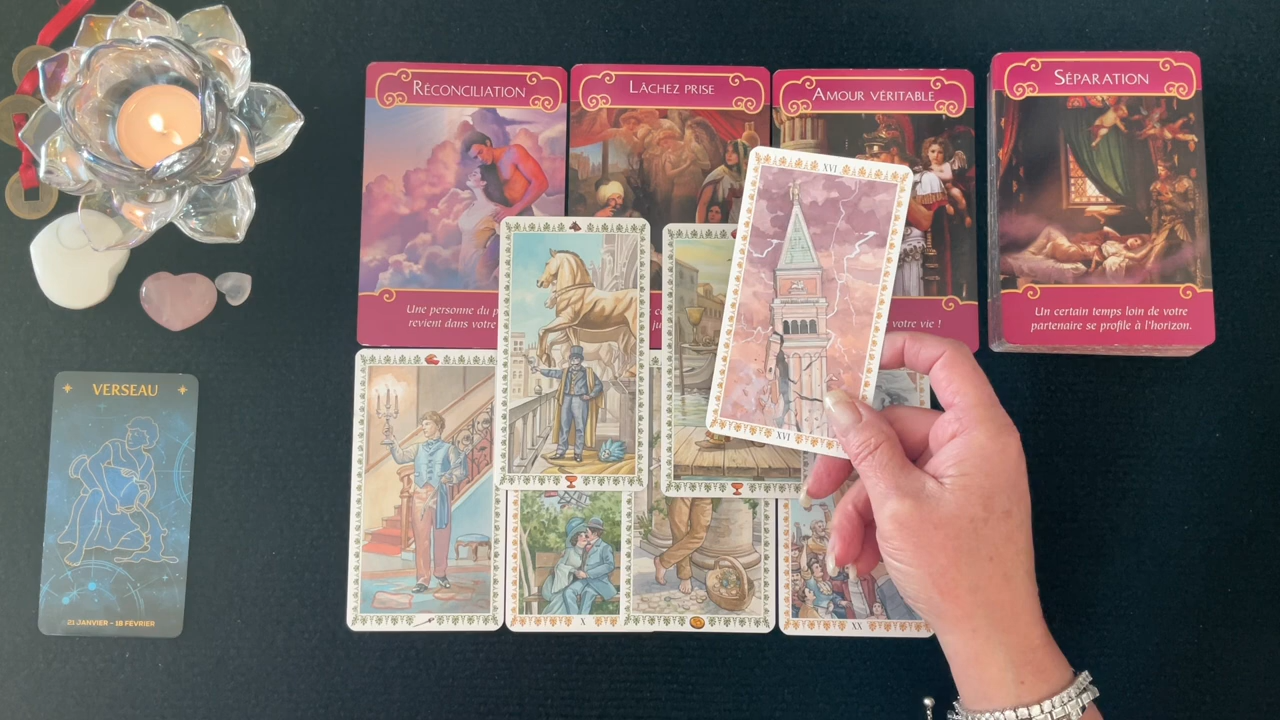 RÉCONCILIATION
LÂCHEZ PRISE
AMOUR VÉRITABLE
SÉPARATION
XVI
Une personne du
revient dans votre
votre vie !
Un certain temps loin de votre
partenaire se profile à l'horizon.
XVI
VERSEAU
21 JANVIER - 18 FÉVRIER
X
XX